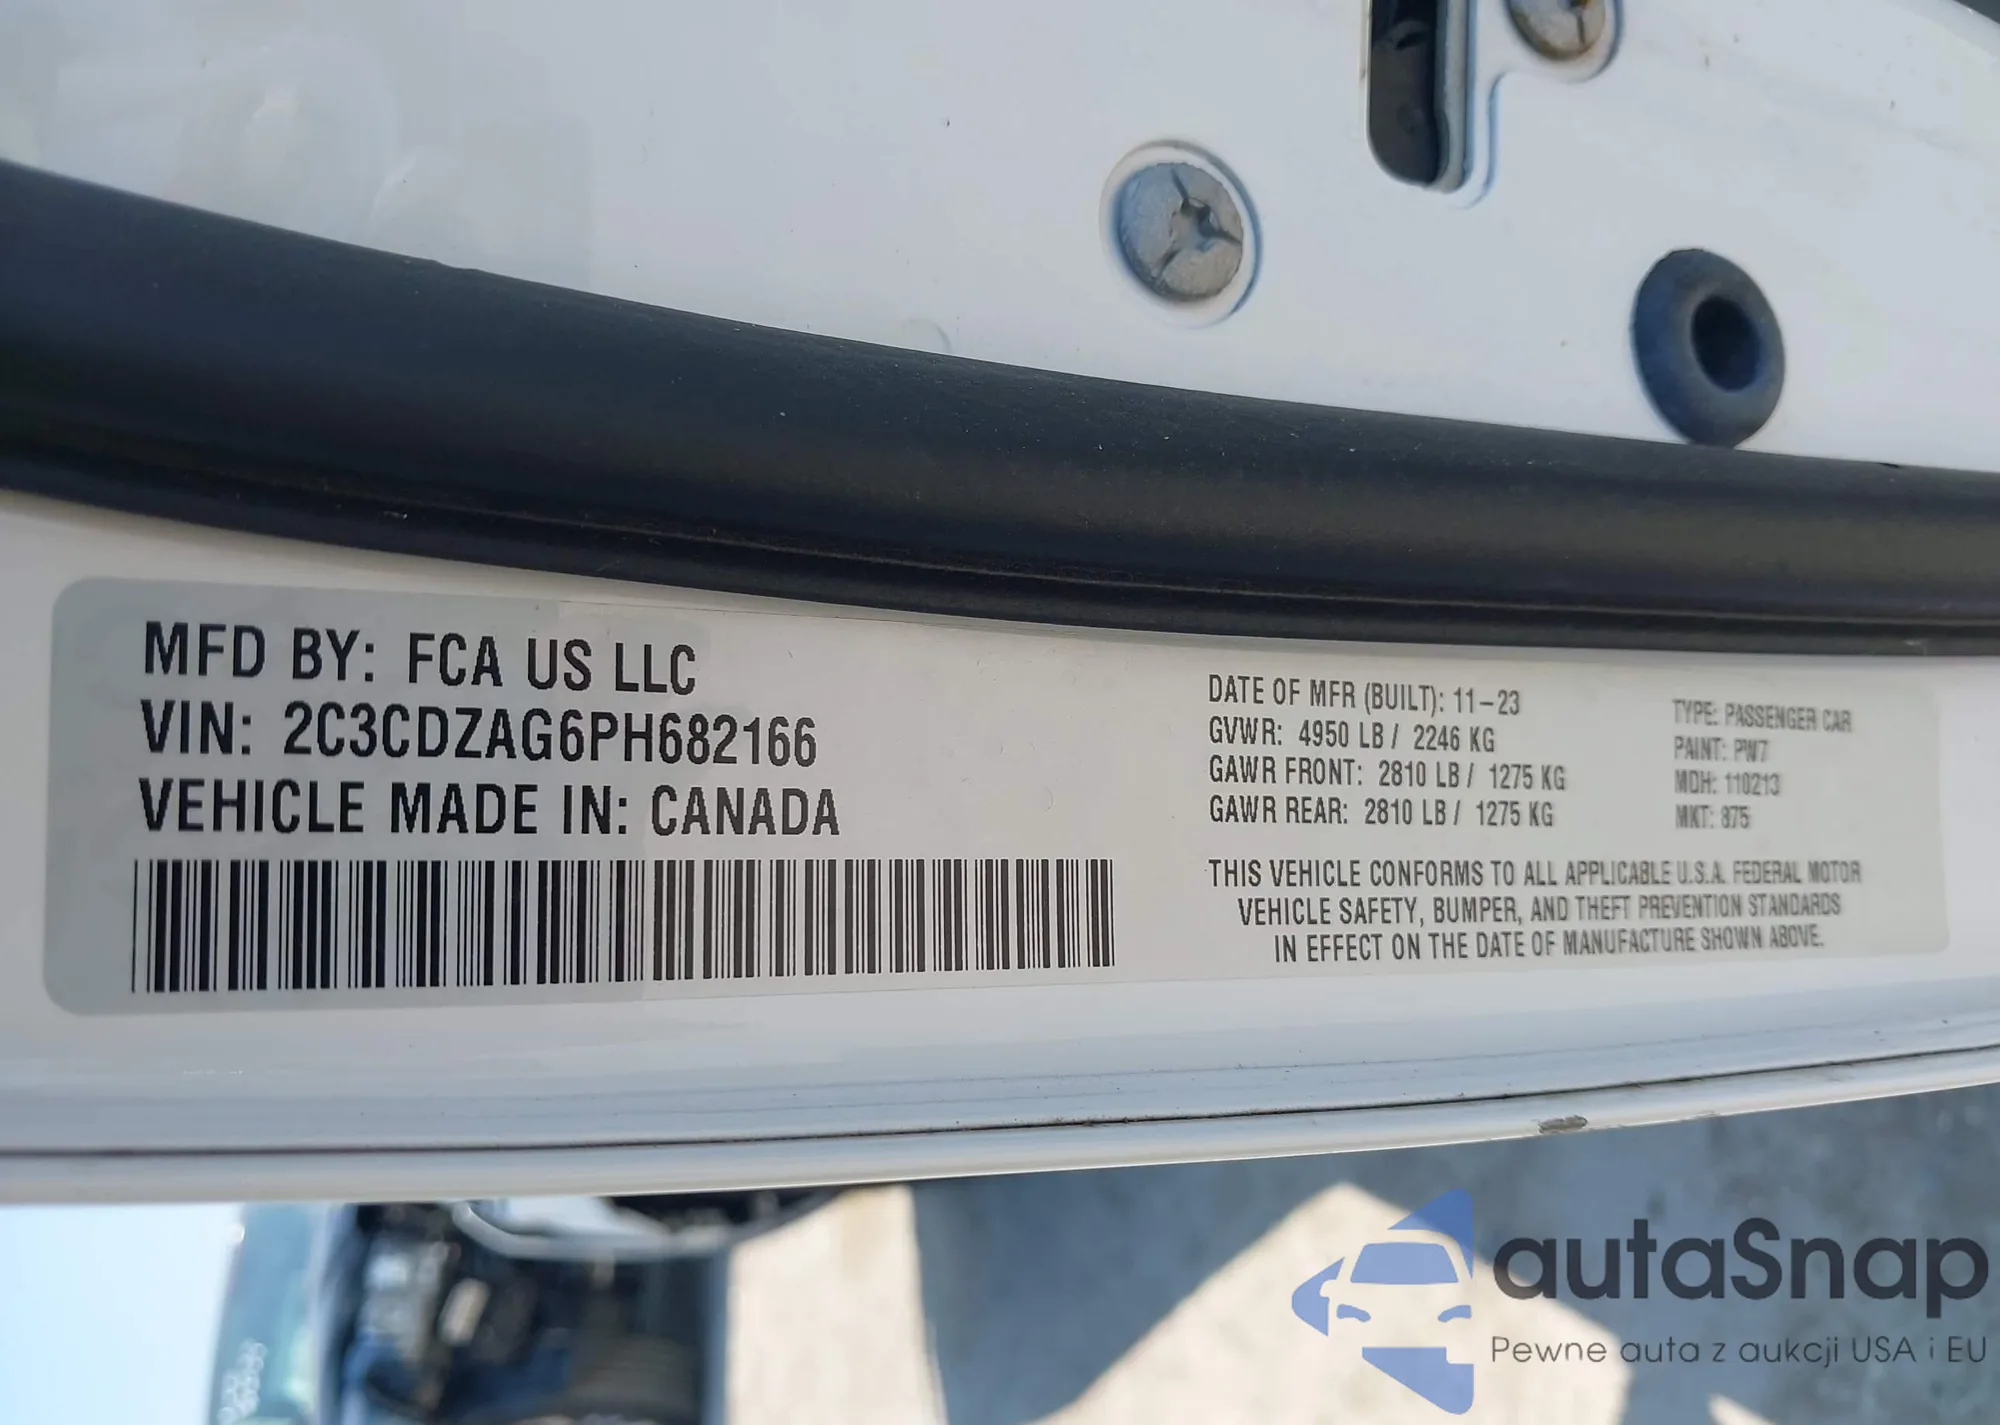 MFD BY: FCA US LLC
VIN: 2C3CDZAG6PH682166
VEHICLE MADE IN: CANADA
DATE OF MFR (BUILT): 11-23
GVWR: 4950 LB / 2246 KG
GAWR FRONT: 2810 LB / 1275 KG
GAWR REAR: 2810 LB / 1275 KG
TYPE: PASSENGER CAR
PAINT: PW7
MDH: 110213
MKT: 875
THIS VEHICLE CONFORMS TO ALL APPLICABLE U.S.A. FEDERAL MOTOR
VEHICLE SAFETY, BUMPER, AND THEFT PREVENTION STANDARDS
IN EFFECT ON THE DATE OF MANUFACTURE SHOWN ABOVE.
autaSnap
Pewne auta z aukcji USA i EU